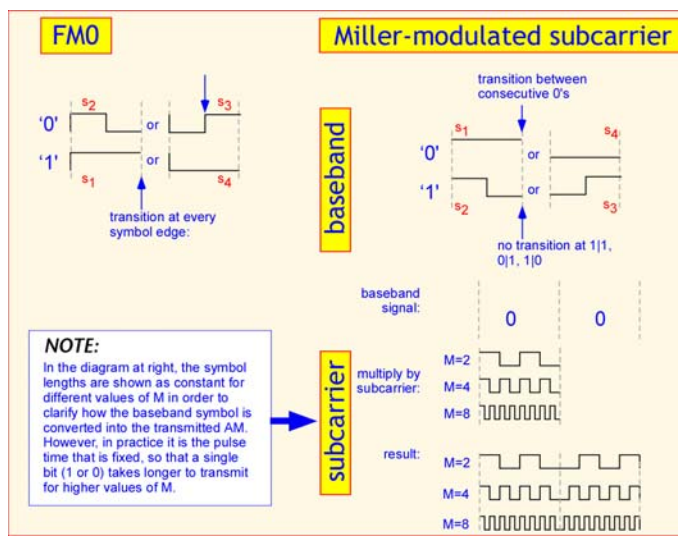 FM0
Miller-modulated subcarrier
s2
s3
'0'
or
'1'
or
s1
s4
transition at every
symbol edge:
baseband
transition between
consecutive 0's
s1
s4
'0'
or
'1'
or
s2
s3
no transition at 1|1,
0|1, 1|0
baseband
signal:
0 0
NOTE:
In the diagram at right, the symbol
lengths are shown as constant for
different values of M in order to
clarify how the baseband symbol is
converted into the transmitted AM.
However, in practice it is the pulse
time that is fixed, so that a single
bit (1 or 0) takes longer to transmit
for higher values of M.
subcarrier
multiply by
subcarrier:
M=2
M=4
M=8
result:
M=2
M=4
M=8